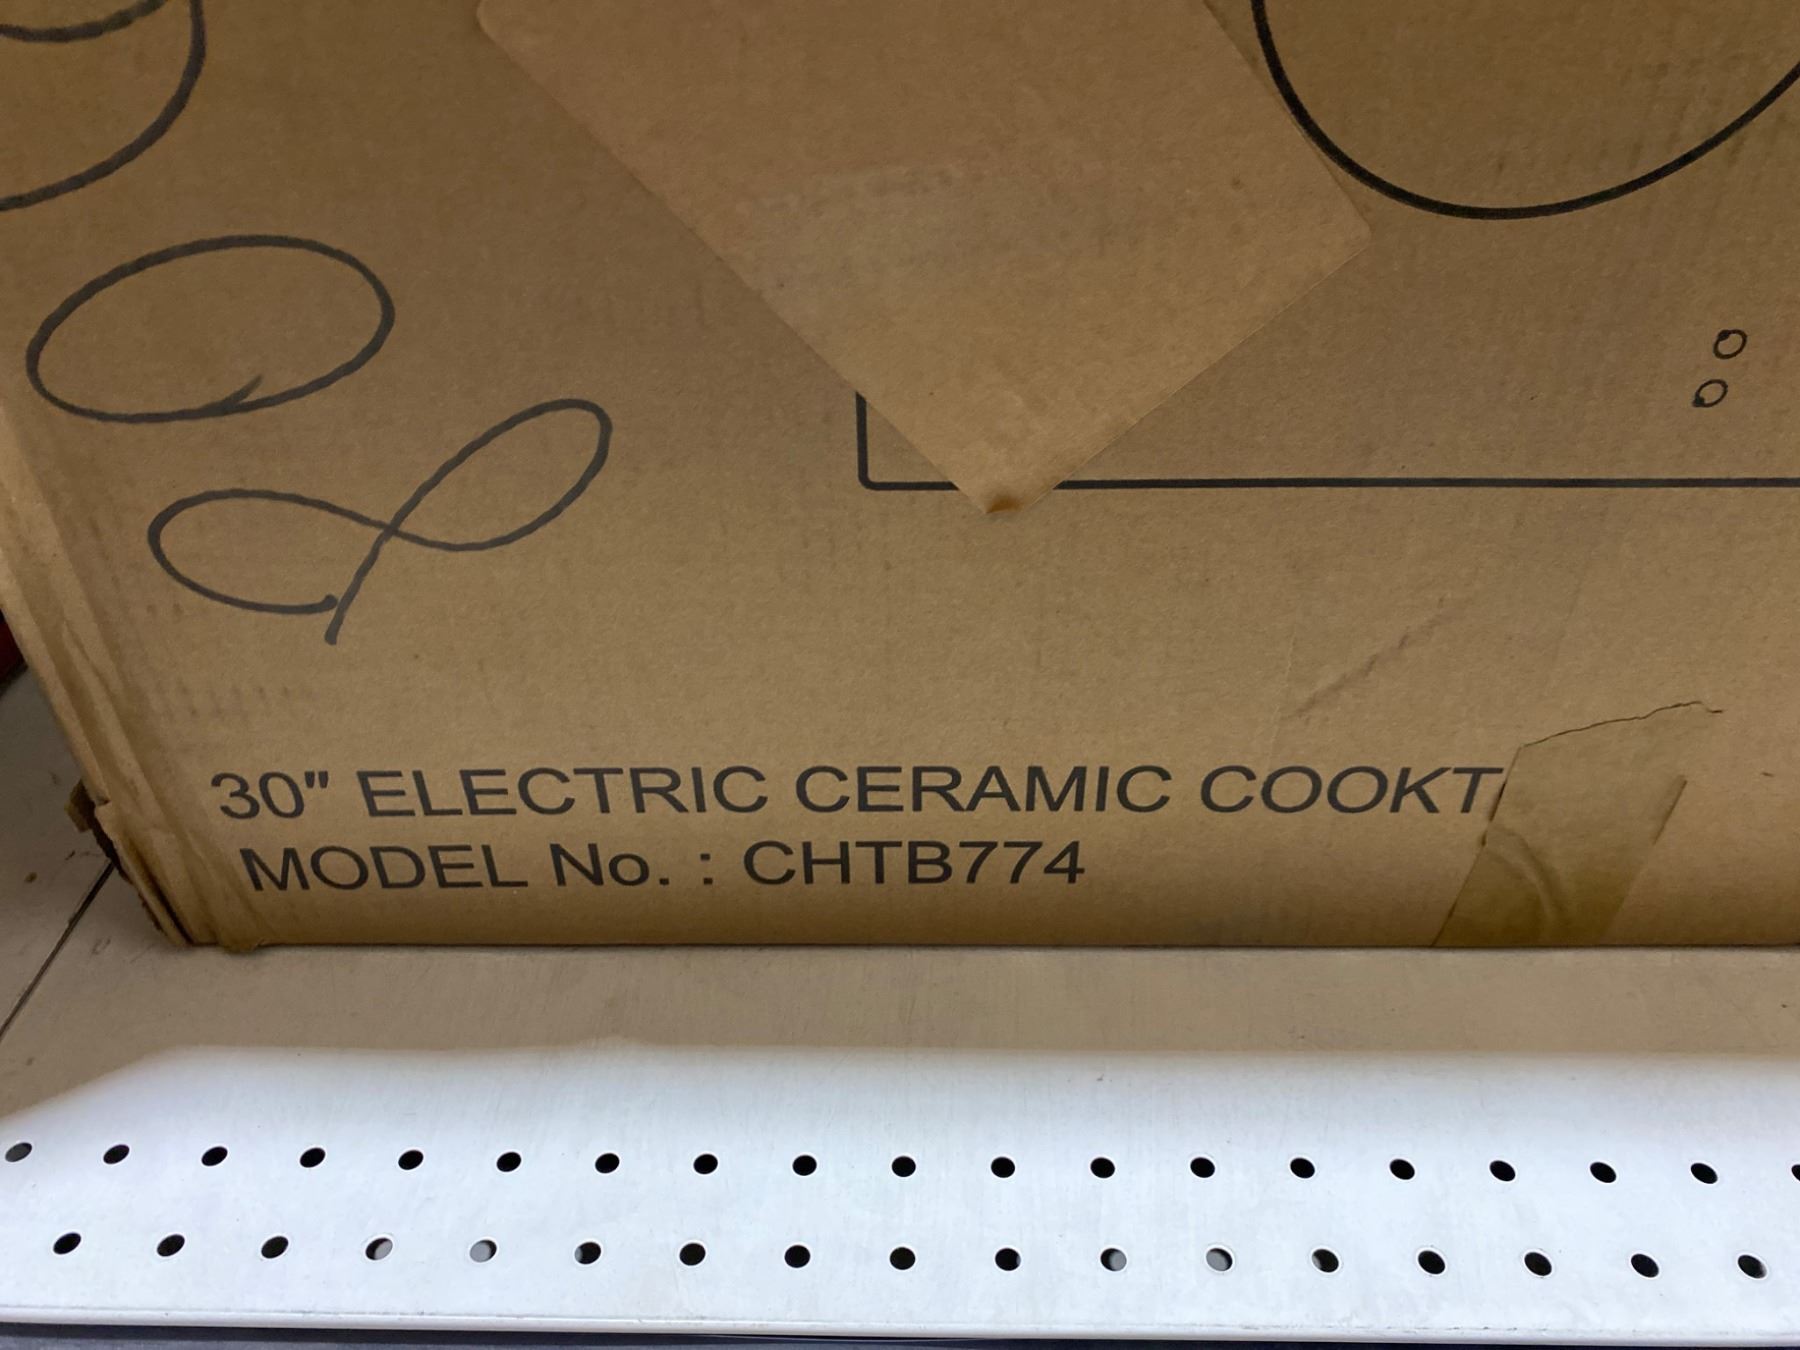 30" ELECTRIC CERAMIC COOKT
MODEL No. : CHTB774